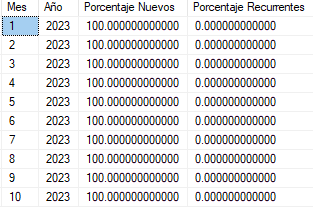 Mes Año Porcentaje Nuevos Porcentaje Recurrentes
1 2023 100.000000000000 0.000000000000
2 2023 100.000000000000 0.000000000000
3 2023 100.000000000000 0.000000000000
4 2023 100.000000000000 0.000000000000
5 2023 100.000000000000 0.000000000000
6 2023 100.000000000000 0.000000000000
7 2023 100.000000000000 0.000000000000
8 2023 100.000000000000 0.000000000000
9 2023 100.000000000000 0.000000000000
10 2023 100.000000000000 0.000000000000